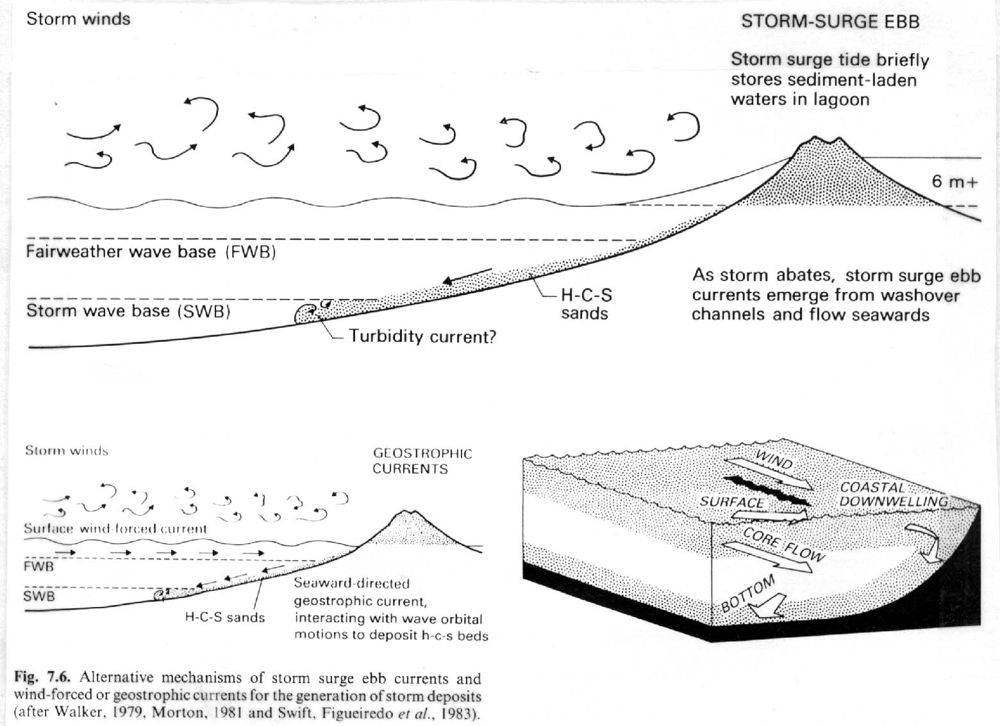 Storm winds
STORM-SURGE EBB
Storm surge tide briefly
stores sediment-laden
waters in lagoon
6 m+
Fairweather wave base (FWB)
As storm abates, storm surge ebb
currents emerge from washover
channels and flow seawards
H-C-S
sands
Storm wave base (SWB)
Turbidity current?
Storm winds
GEOSTROPHIC
CURRENTS
Surface wind-forced current
FWB
SWB
H-C-S sands
Seaward-directed
geostrophic current,
interacting with wave orbital
motions to deposit h-c-s beds
WIND
COASTAL
DOWNWELLING
SURFACE
CORE FLOW
BOTTOM
Fig. 7.6. Alternative mechanisms of storm surge ebb currents and
wind-forced or geostrophic currents for the generation of storm deposits
(after Walker, 1979, Morton, 1981 and Swift, Figueiredo et al., 1983).